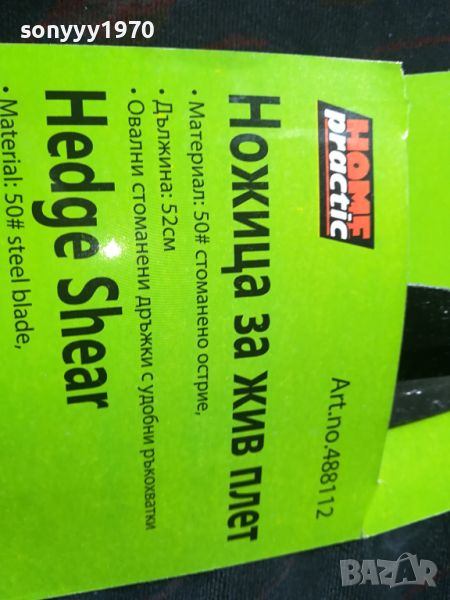 sonyyy1970
HOME
practic
Art.no.488112
Ножица за жив плет
• Материал: 50# стоманено острие,
• Дължина: 52см
• Овални стоманени дръжки с удобни ръкохватки
Hedge Shear
• Material: 50# steel blade,
BAZAR